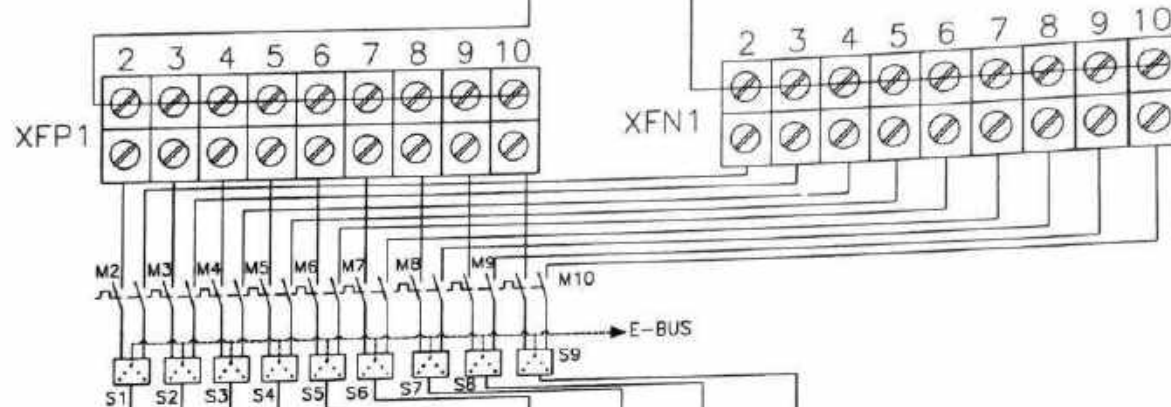 2 3 4 5 6 7 8 9 10
2 3 4 5 6 7 8 9 10
XFP1
XFN1
M2 M3 M4 M5 M6 M7 M8 M9 M10
E-BUS
S1 S2 S3 S4 S5 S6 S7 S8 S9